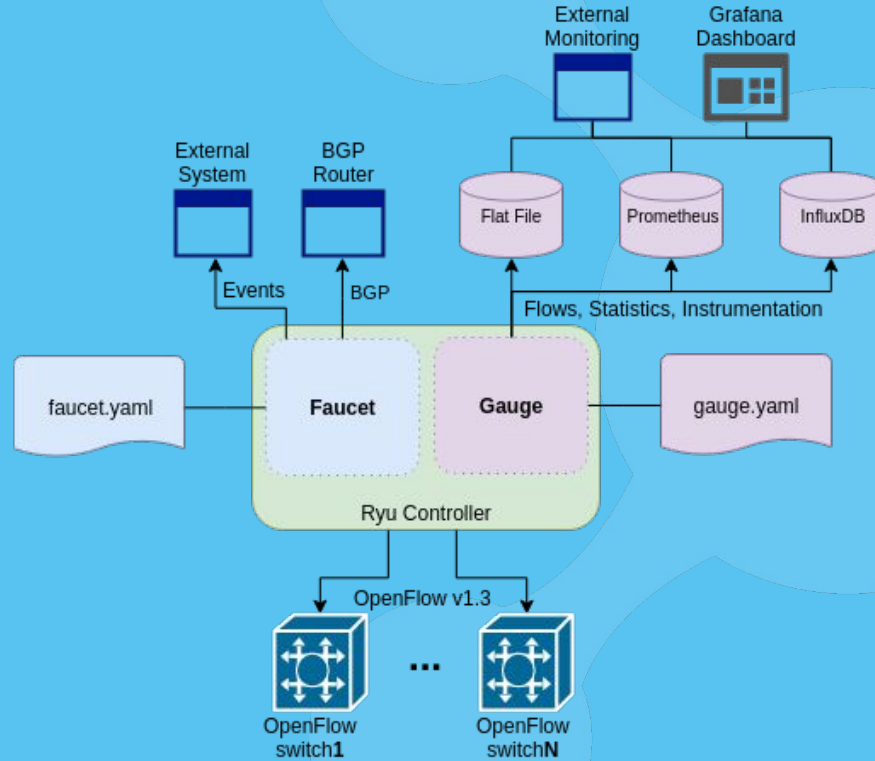 External
Monitoring
Grafana
Dashboard
External
System
BGP
Router
Flat File
Prometheus
InfluxDB
Events
BGP
Flows, Statistics, Instrumentation
faucet.yaml
Faucet
Gauge
gauge.yaml
Ryu Controller
OpenFlow v1.3
...
OpenFlow
switch1
OpenFlow
switchN